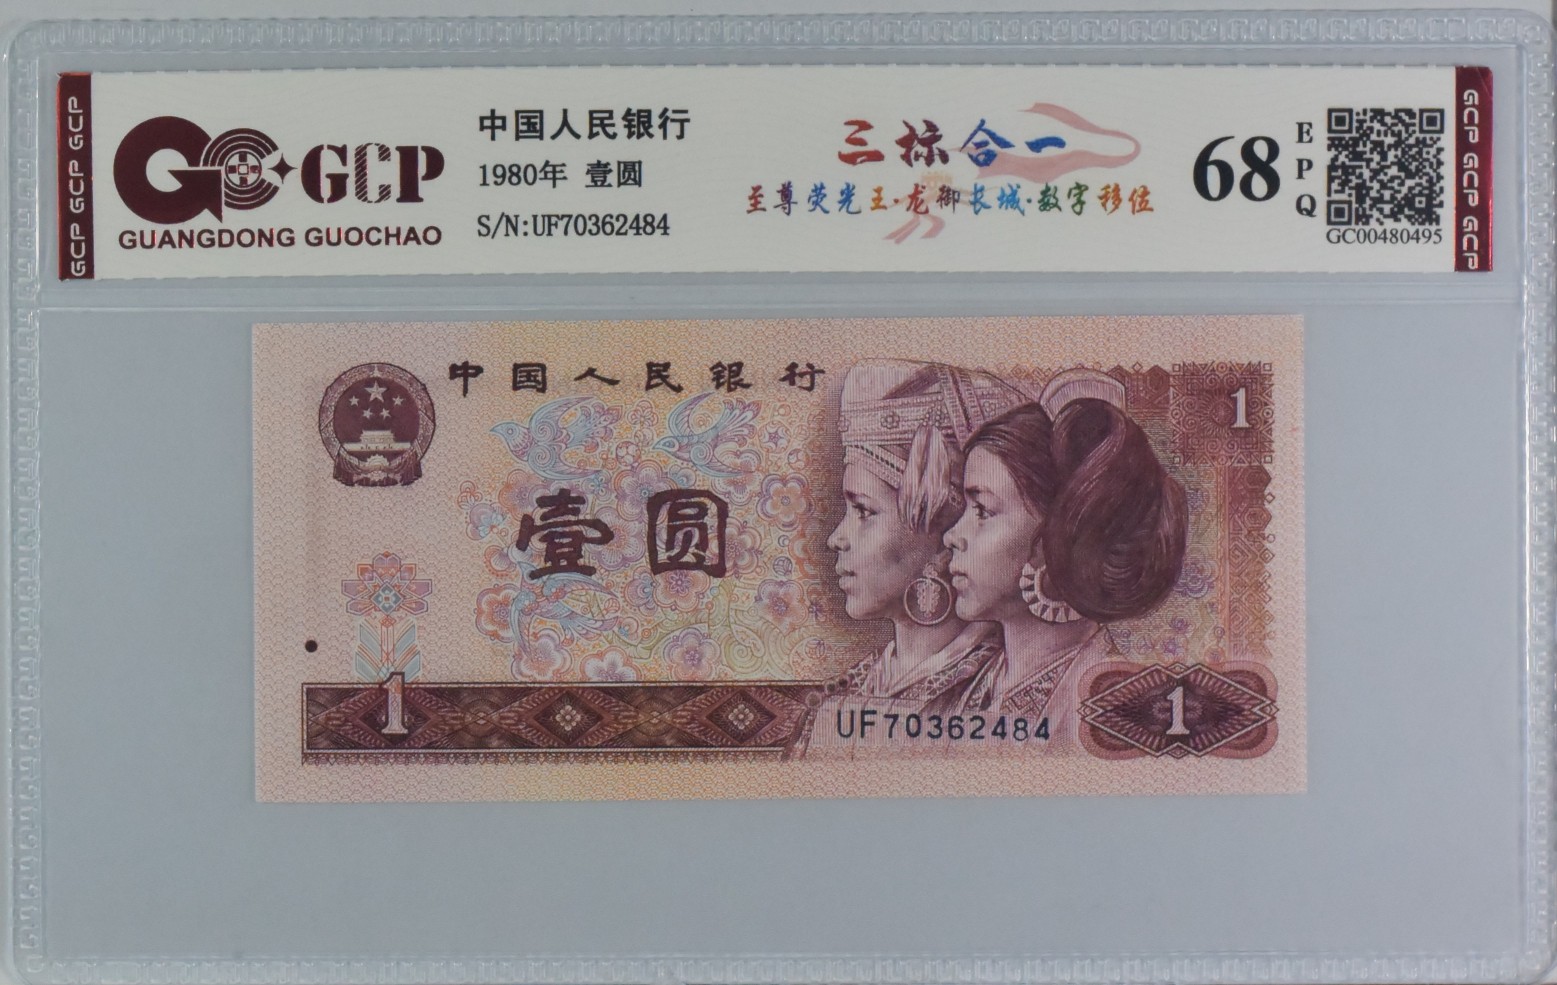 GCP GCP GCP
GCP
GUANGDONG GUOCHAO
中国人民银行
1980年 壹圆
S/N:UF70362484
三标合一
至尊荧光王·龙御长城·数字移位
68
EPQ
GC00480495
GCP GCP GCP
中国人民银行
1
壹圆
1
UF70362484
1